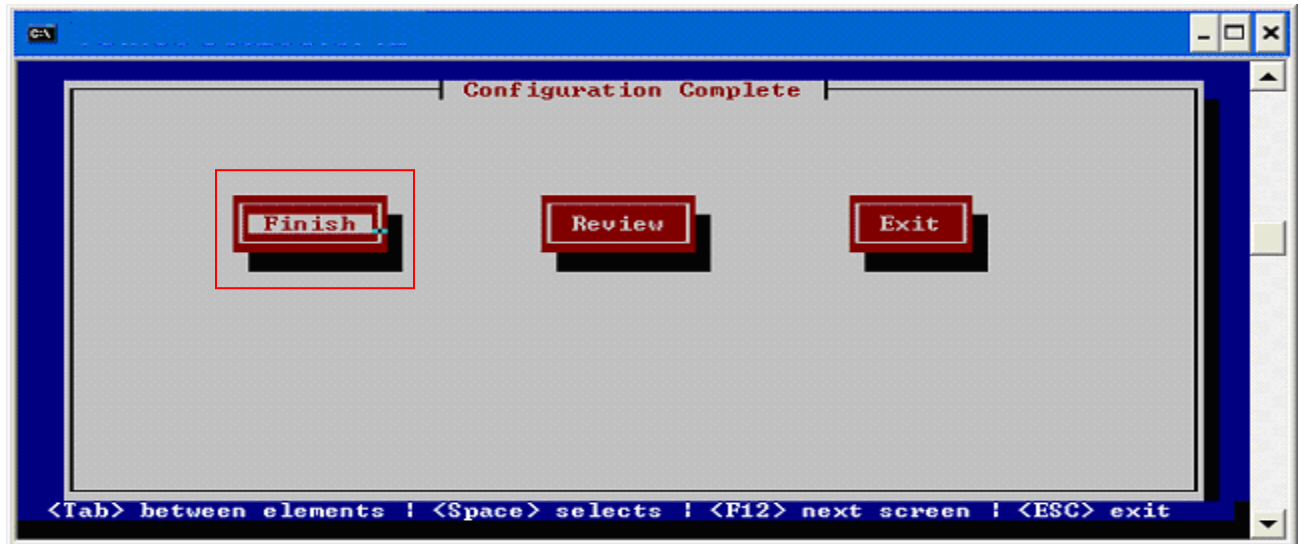 C:\
Configuration Complete
Finish
Review
Exit
<Tab> between elements | <Space> selects | <F12> next screen | <ESC> exit